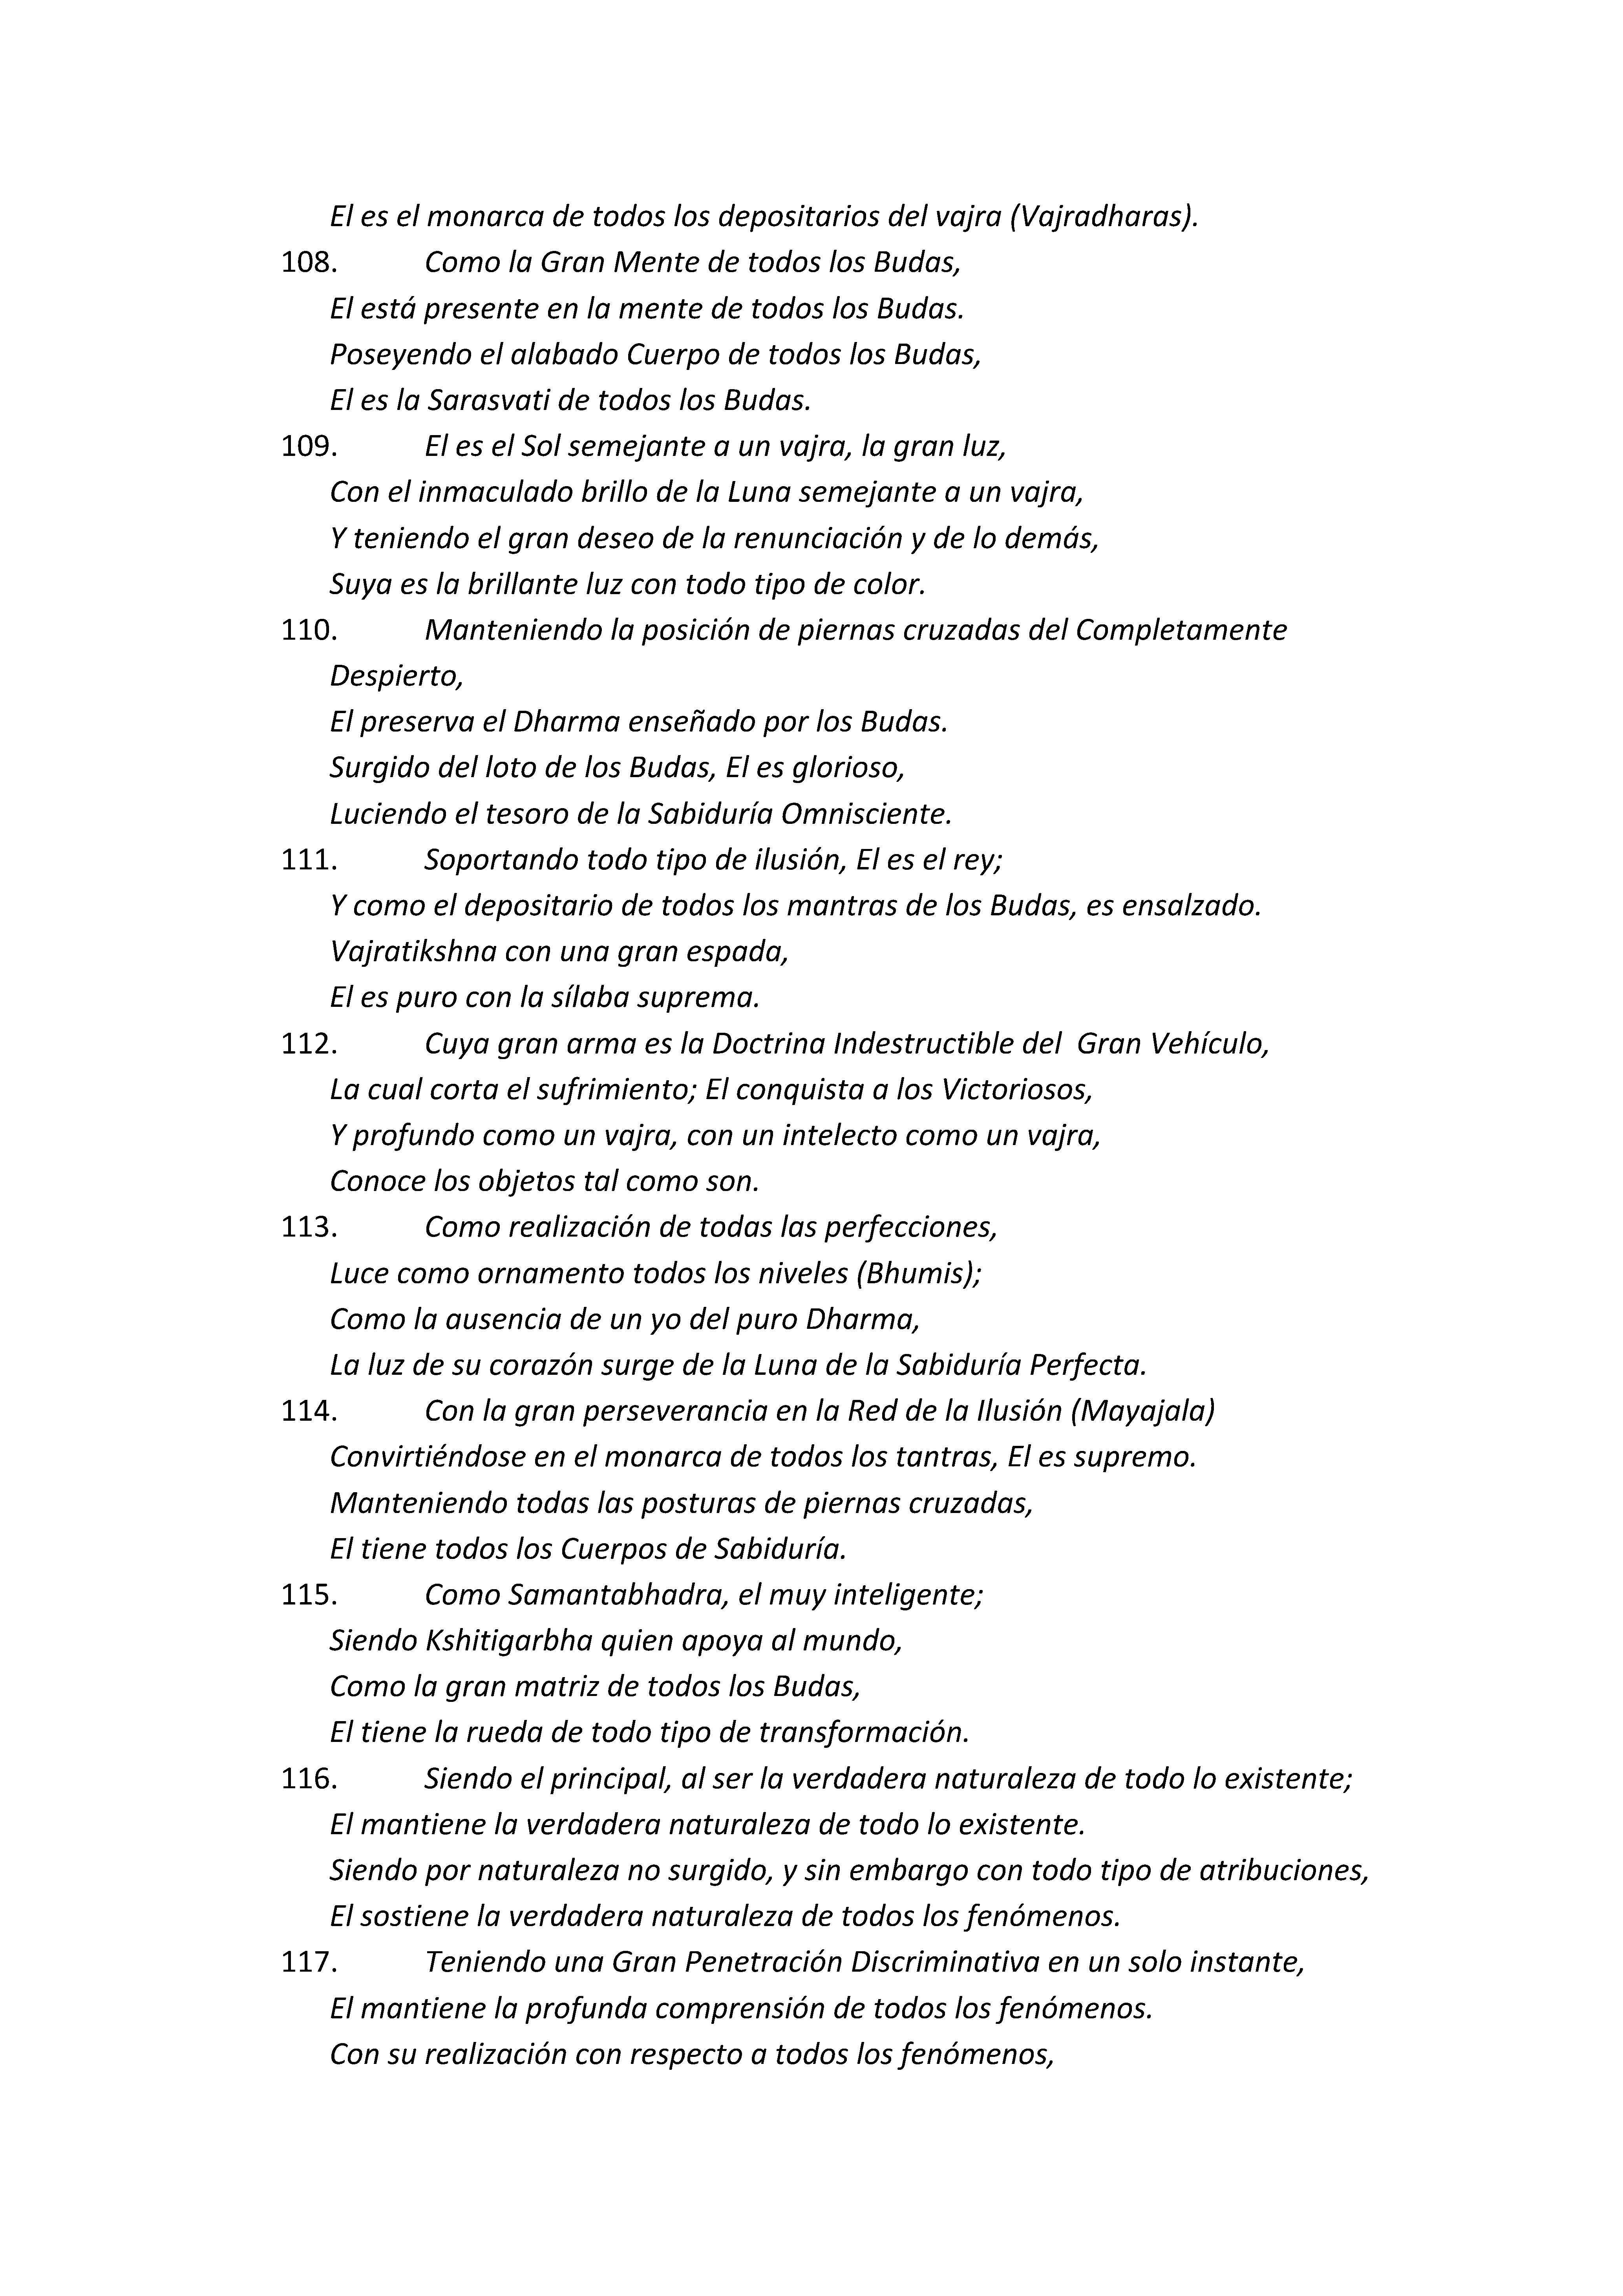 El es el monarca de todos los depositarios del vajra (Vajradharas).
108. Como la Gran Mente de todos los Budas,
El está presente en la mente de todos los Budas.
Poseyendo el alabado Cuerpo de todos los Budas,
El es la Sarasvati de todos los Budas.
109. El es el Sol semejante a un vajra, la gran luz,
Con el inmaculado brillo de la Luna semejante a un vajra,
Y teniendo el gran deseo de la renunciación y de lo demás,
Suya es la brillante luz con todo tipo de color.
110. Manteniendo la posición de piernas cruzadas del Completamente
Despierto,
El preserva el Dharma enseñado por los Budas.
Surgido del loto de los Budas, El es glorioso,
Luciendo el tesoro de la Sabiduría Omnisciente.
111. Soportando todo tipo de ilusión, El es el rey;
Y como el depositario de todos los mantras de los Budas, es ensalzado.
Vajratikshna con una gran espada,
El es puro con la sílaba suprema.
112. Cuya gran arma es la Doctrina Indestructible del  Gran Vehículo,
La cual corta el sufrimiento; El conquista a los Victoriosos,
Y profundo como un vajra, con un intelecto como un vajra,
Conoce los objetos tal como son.
113. Como realización de todas las perfecciones,
Luce como ornamento todos los niveles (Bhumis);
Como la ausencia de un yo del puro Dharma,
La luz de su corazón surge de la Luna de la Sabiduría Perfecta.
114. Con la gran perseverancia en la Red de la Ilusión (Mayajala)
Convirtiéndose en el monarca de todos los tantras, El es supremo.
Manteniendo todas las posturas de piernas cruzadas,
El tiene todos los Cuerpos de Sabiduría.
115. Como Samantabhadra, el muy inteligente;
Siendo Kshitigarbha quien apoya al mundo,
Como la gran matriz de todos los Budas,
El tiene la rueda de todo tipo de transformación.
116. Siendo el principal, al ser la verdadera naturaleza de todo lo existente;
El mantiene la verdadera naturaleza de todo lo existente.
Siendo por naturaleza no surgido, y sin embargo con todo tipo de atribuciones,
El sostiene la verdadera naturaleza de todos los fenómenos.
117. Teniendo una Gran Penetración Discriminativa en un solo instante,
El mantiene la profunda comprensión de todos los fenómenos.
Con su realización con respecto a todos los fenómenos,